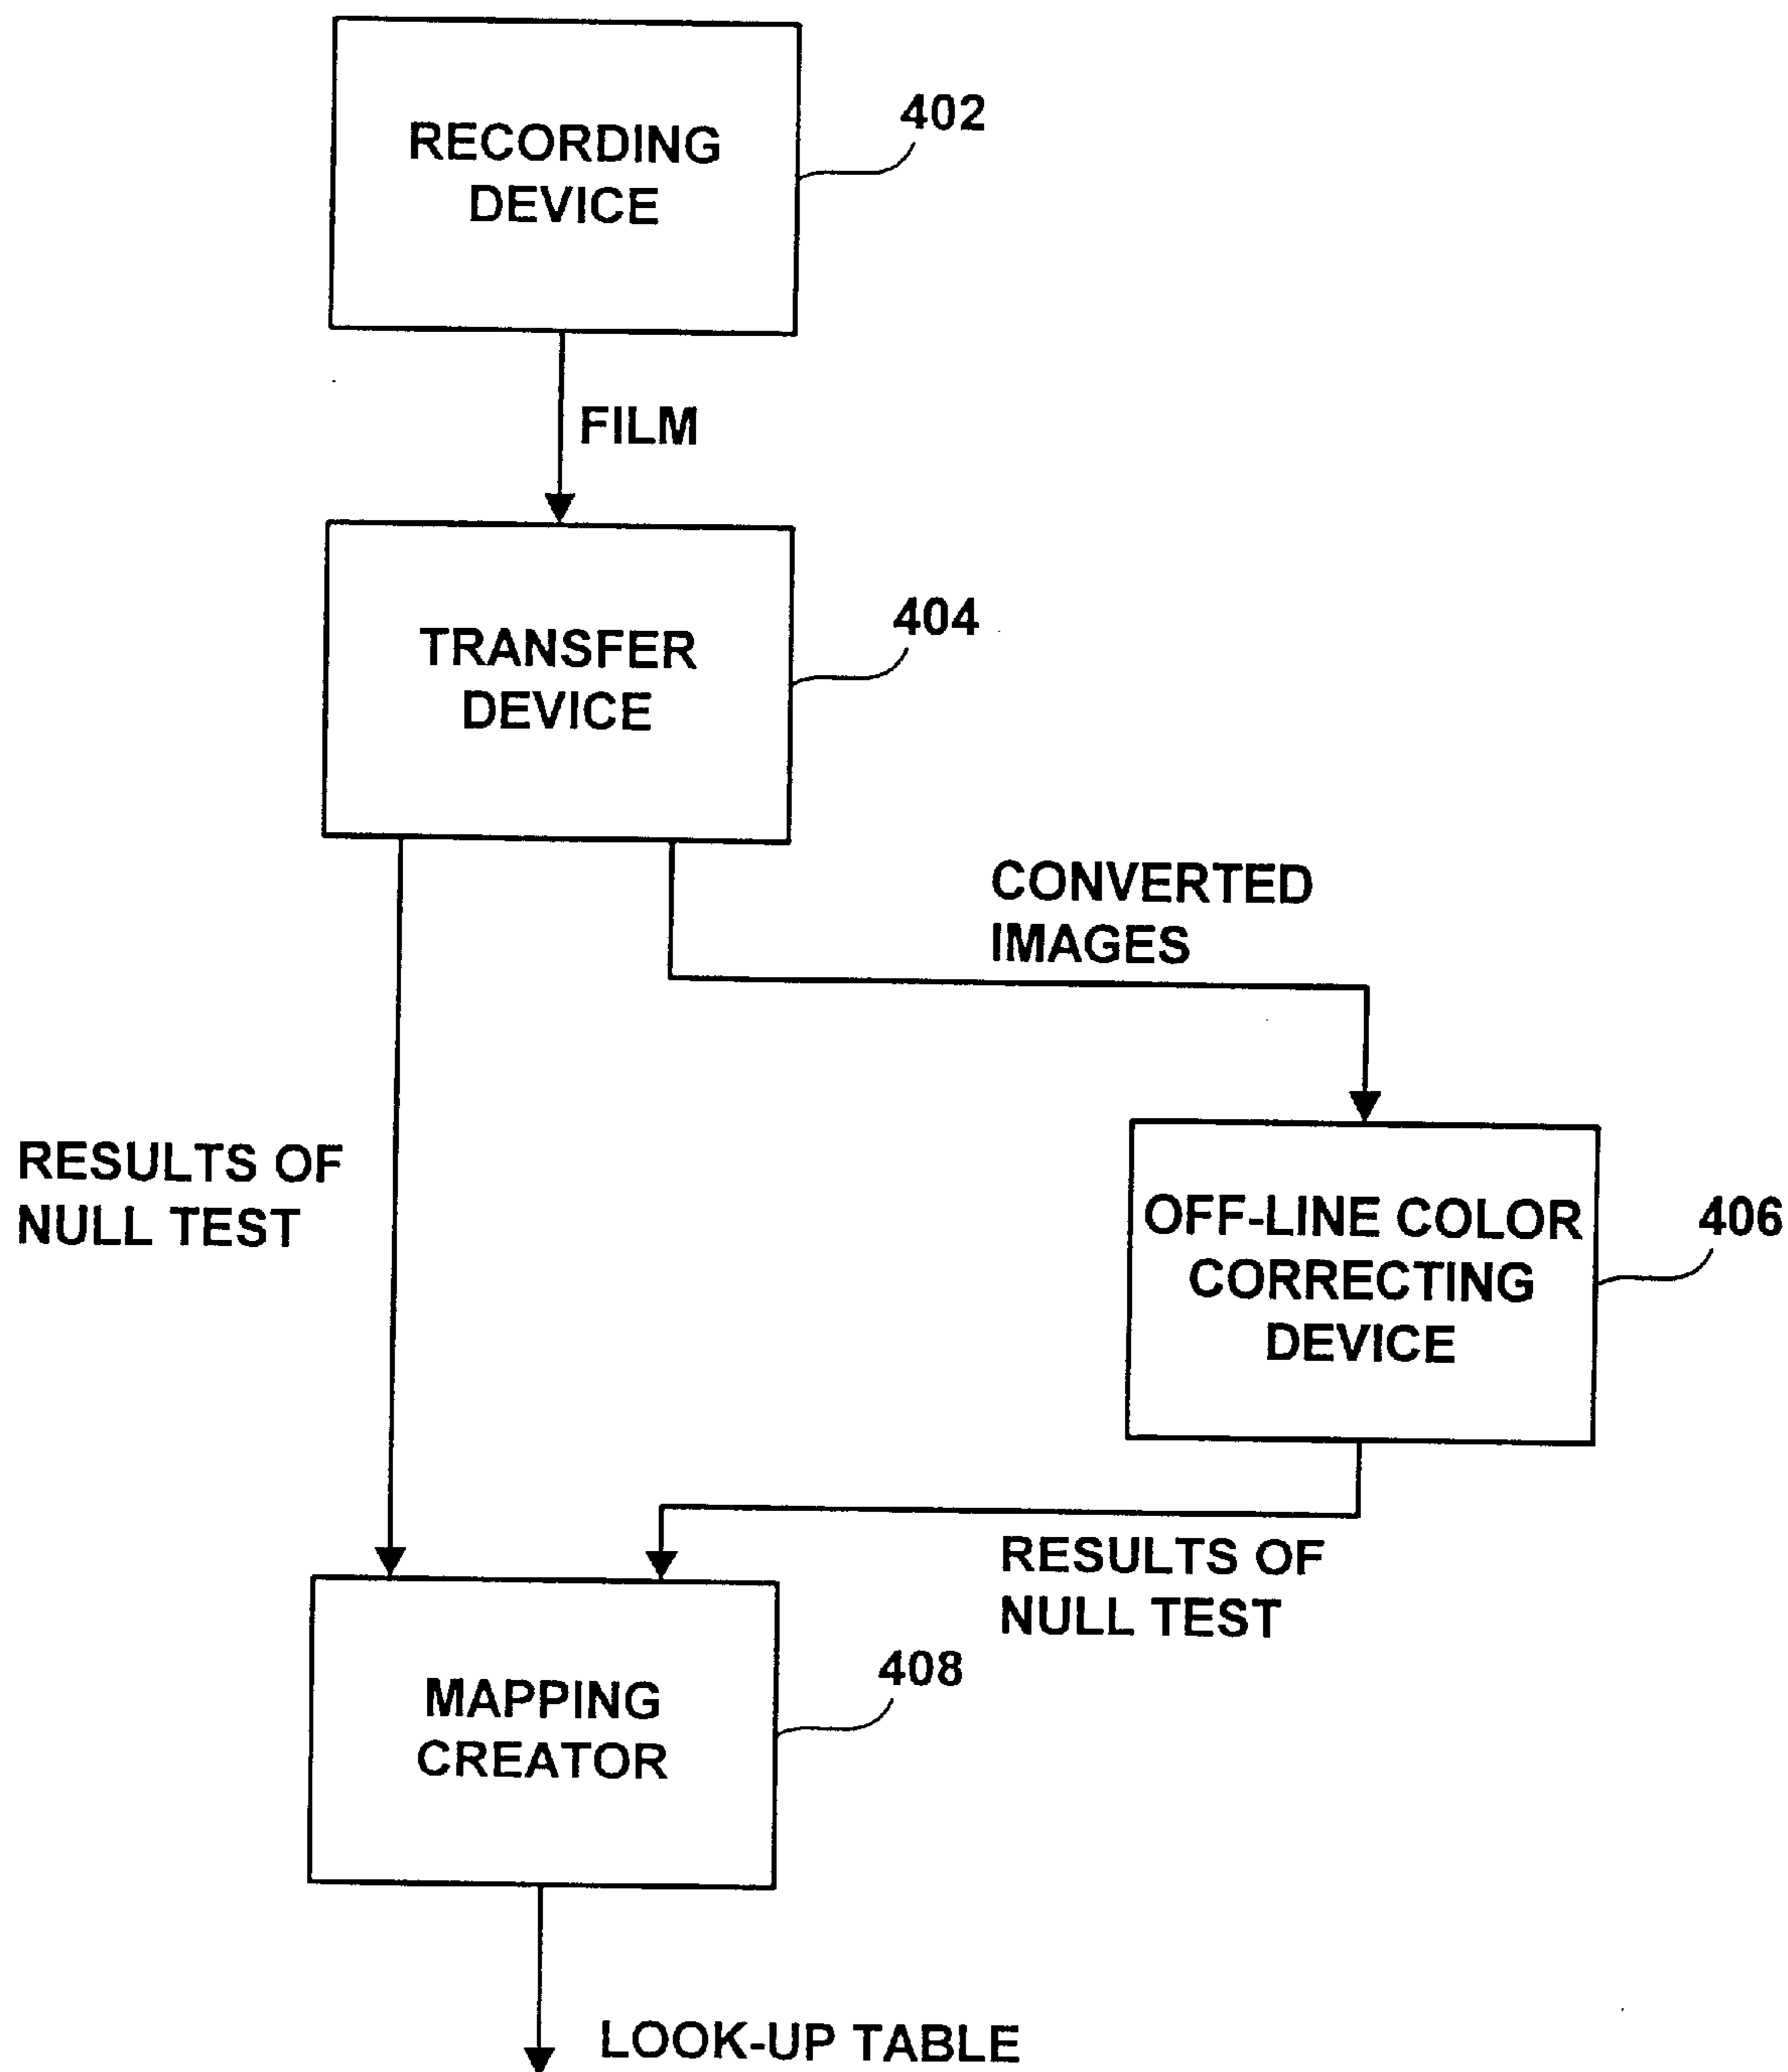 RECORDING
DEVICE
402
FILM
TRANSFER
DEVICE
404
CONVERTED
IMAGES
RESULTS OF
NULL TEST
OFF-LINE COLOR
CORRECTING
DEVICE
406
RESULTS OF
NULL TEST
MAPPING
CREATOR
408
LOOK-UP TABLE